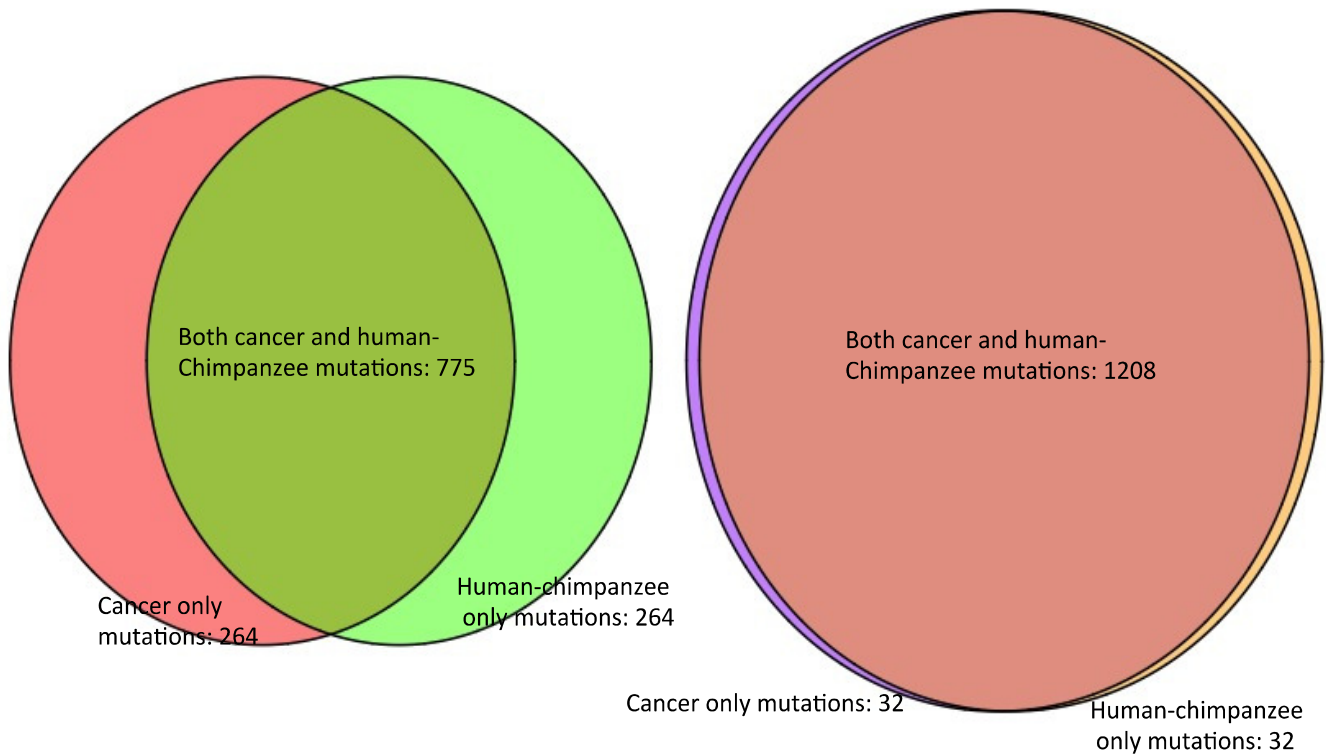 Both cancer and human-
Chimpanzee mutations: 775
Cancer only
mutations: 264
Human-chimpanzee
only mutations: 264
Both cancer and human-
Chimpanzee mutations: 1208
Cancer only mutations: 32
Human-chimpanzee
only mutations: 32